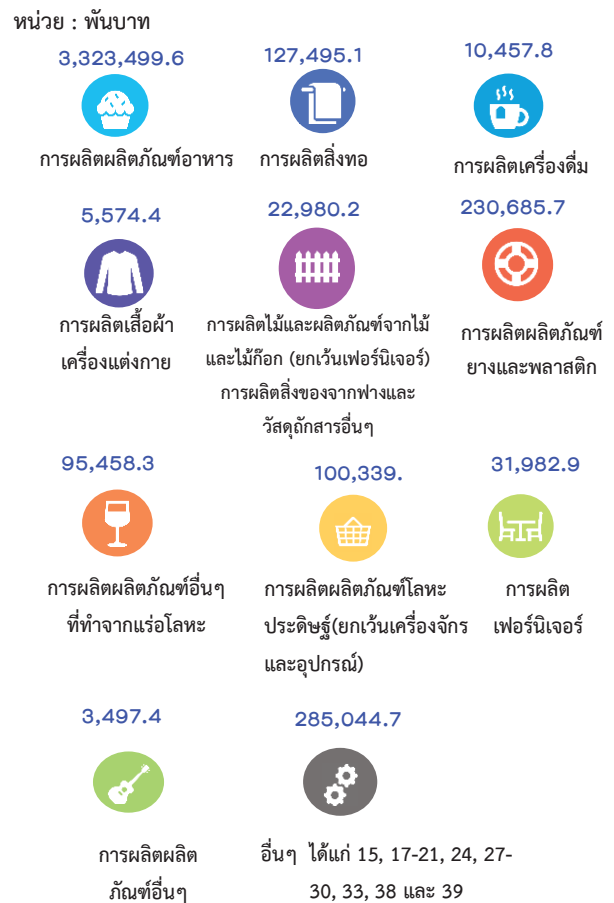 หน่วย : พันบาท
3,323,499.6
การผลิตผลิตภัณฑ์อาหาร
127,495.1
การผลิตสิ่งทอ
10,457.8
การผลิตเครื่องดื่ม
5,574.4
การผลิตเสื้อผ้า
เครื่องแต่งกาย
22,980.2
การผลิตไม้และผลิตภัณฑ์จากไม้
และไม้ก๊อก (ยกเว้นเฟอร์นิเจอร์)
การผลิตสิ่งของจากฟางและ
วัสดุถักสารอื่นๆ
230,685.7
การผลิตผลิตภัณฑ์
ยางและพลาสติก
95,458.3
การผลิตผลิตภัณฑ์อื่นๆ
ที่ทำจากแร่อโลหะ
100,339.
การผลิตผลิตภัณฑ์โลหะ
ประดิษฐ์(ยกเว้นเครื่องจักร
และอุปกรณ์)
31,982.9
การผลิต
เฟอร์นิเจอร์
3,497.4
การผลิตผลิต
ภัณฑ์อื่นๆ
285,044.7
อื่นๆ ได้แก่ 15, 17-21, 24, 27-
30, 33, 38 และ 39